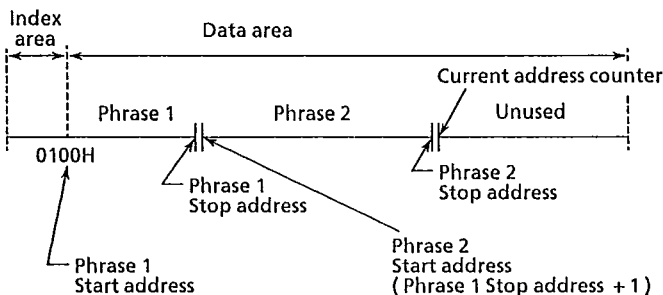 Index
area
Data area
Current address counter
Phrase 1
Phrase 2
Unused
0100H
Phrase 1
Stop address
Phrase 2
Stop address
Phrase 1
Start address
Phrase 2
Start address
( Phrase 1 Stop address + 1 )